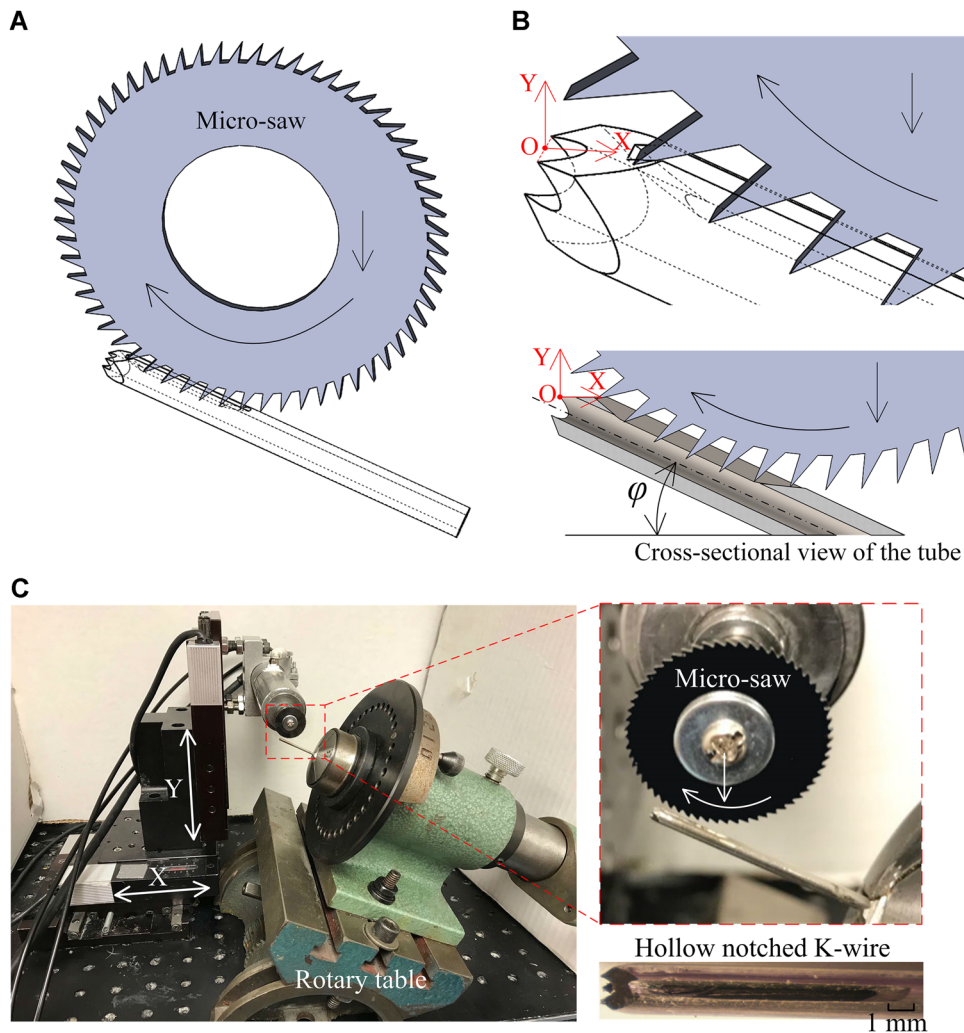 A
Micro-saw
B
Y
O
X
Y
O
X
φ
Cross-sectional view of the tube
C
Y
X
Rotary table
Micro-saw
Hollow notched K-wire
1 mm